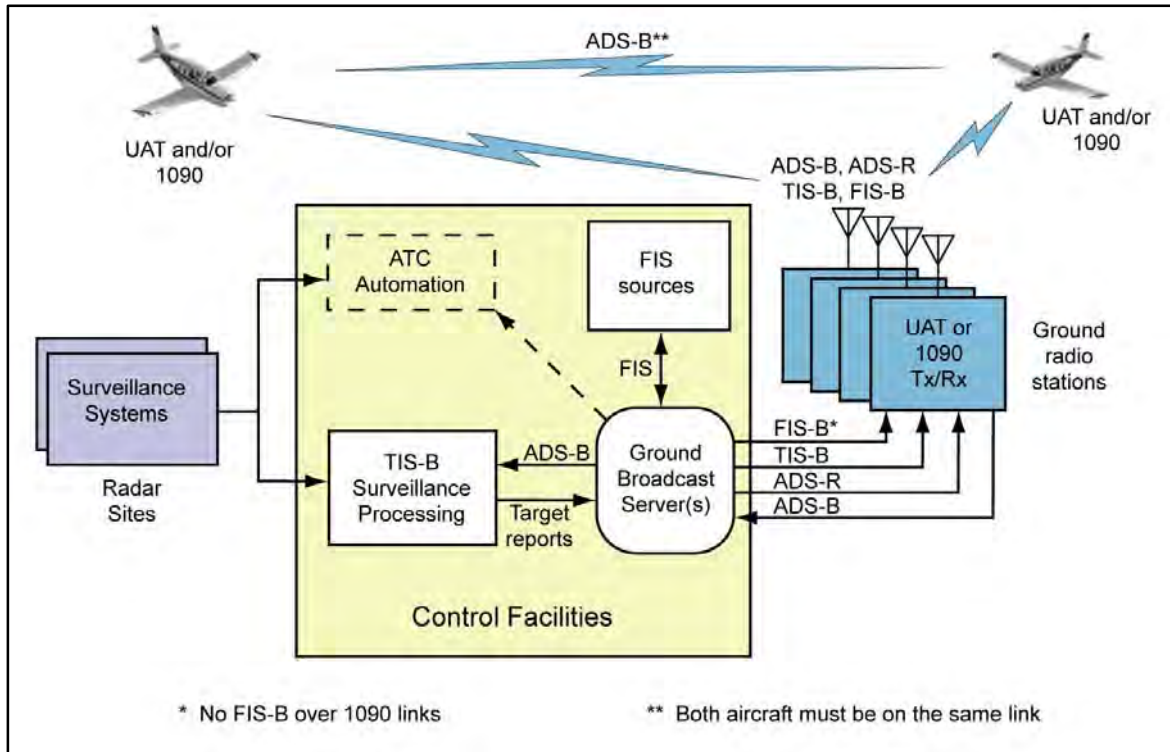 ADS-B**
UAT and/or
1090
UAT and/or
1090
ADS-B, ADS-R
TIS-B, FIS-B
ATC
Automation
FIS
sources
UAT or
1090
Tx/Rx
Ground
radio
stations
Surveillance
Systems
Radar
Sites
FIS
TIS-B
Surveillance
Processing
ADS-B
Target
reports
Ground
Broadcast
Server(s)
FIS-B*
TIS-B
ADS-R
ADS-B
Control Facilities
* No FIS-B over 1090 links
** Both aircraft must be on the same link